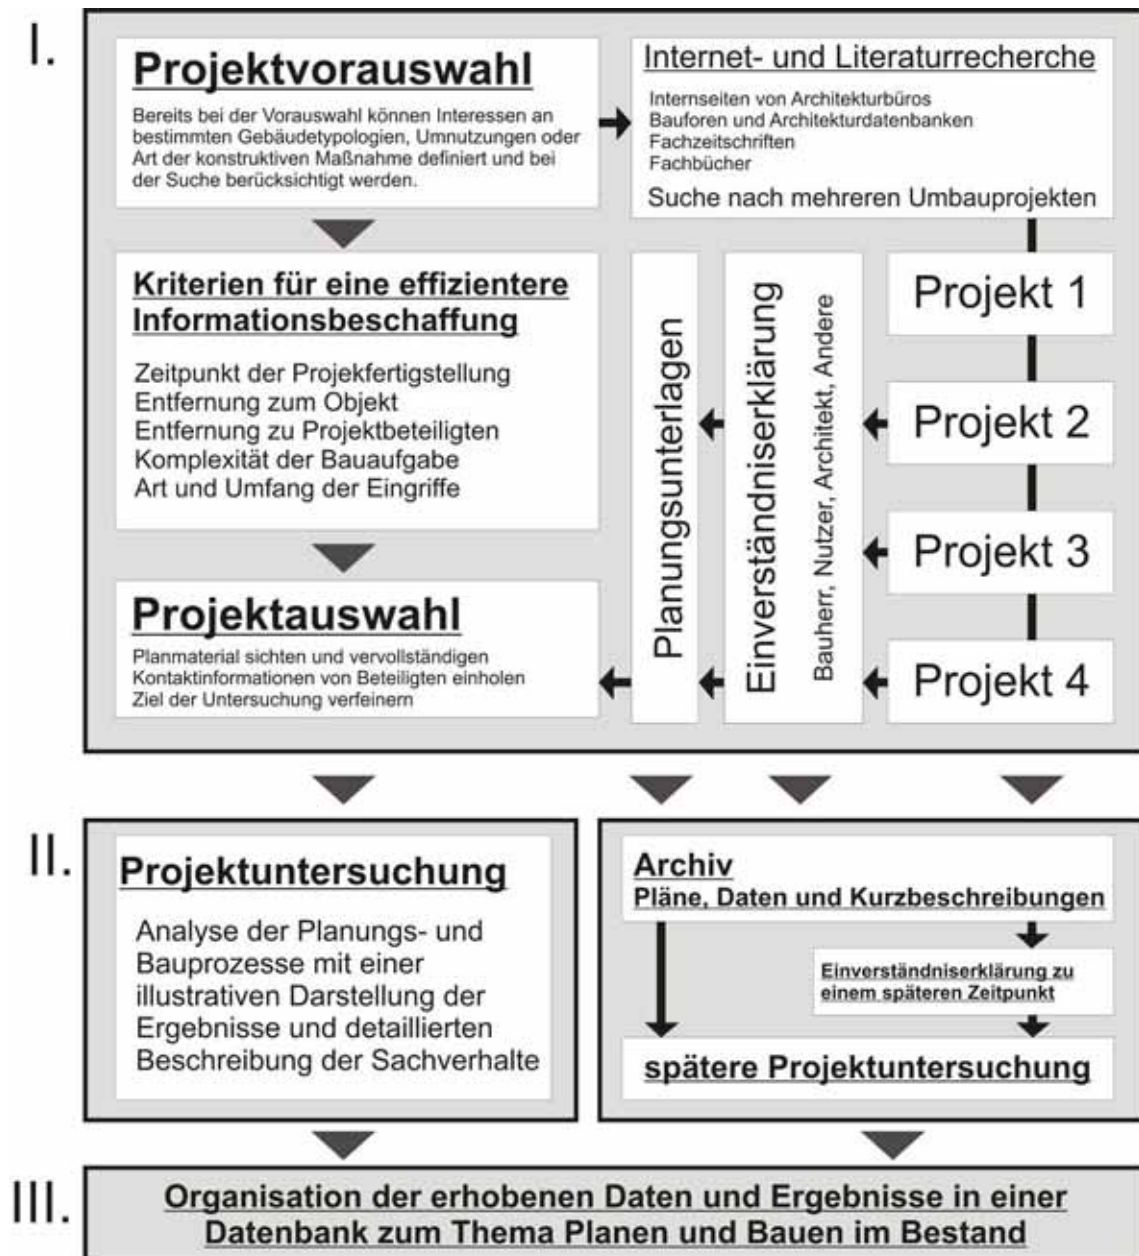 I.
Projektvorauswahl
Bereits bei der Vorauswahl können Interessen an
bestimmten Gebäudetypologien, Umnutzungen oder
Art der konstruktiven Maßnahme definiert und bei
der Suche berücksichtigt werden.
Internet- und Literaturrecherche
Internseiten von Architekturbüros
Bauforen und Architekturdatenbanken
Fachzeitschriften
Fachbücher
Suche nach mehreren Umbauprojekten
Kriterien für eine effizientere
Informationsbeschaffung
Zeitpunkt der Projekfertigstellung
Entfernung zum Objekt
Entfernung zu Projektbeteiligten
Komplexität der Bauaufgabe
Art und Umfang der Eingriffe
Projektauswahl
Planmaterial sichten und vervollständigen
Kontaktinformationen von Beteiligten einholen
Ziel der Untersuchung verfeinern
Planungsunterlagen
Einverständniserklärung
Bauherr, Nutzer, Architekt, Andere
Projekt 1
Projekt 2
Projekt 3
Projekt 4
II.
Projektuntersuchung
Analyse der Planungs- und
Bauprozesse mit einer
illustrativen Darstellung der
Ergebnisse und detaillierten
Beschreibung der Sachverhalte
Archiv
Pläne, Daten und Kurzbeschreibungen
Einverständniserklärung zu
einem späteren Zeitpunkt
spätere Projektuntersuchung
III.
Organisation der erhobenen Daten und Ergebnisse in einer
Datenbank zum Thema Planen und Bauen im Bestand